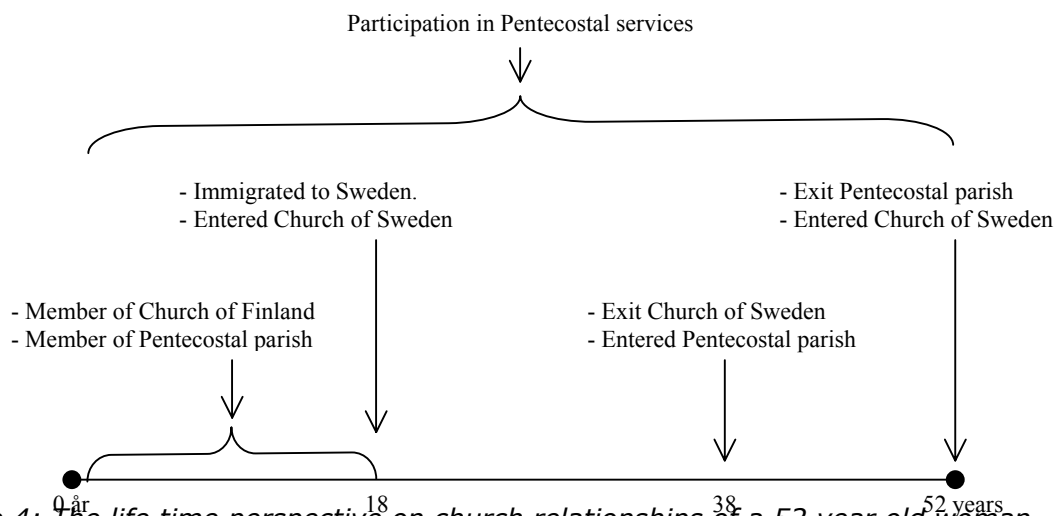 Participation in Pentecostal services
- Immigrated to Sweden.
- Entered Church of Sweden
- Exit Pentecostal parish
- Entered Church of Sweden
- Member of Church of Finland
- Member of Pentecostal parish
- Exit Church of Sweden
- Entered Pentecostal parish
0 år 18 38 52 years
4: The life time perspective on church relationships of a 52 year old woman